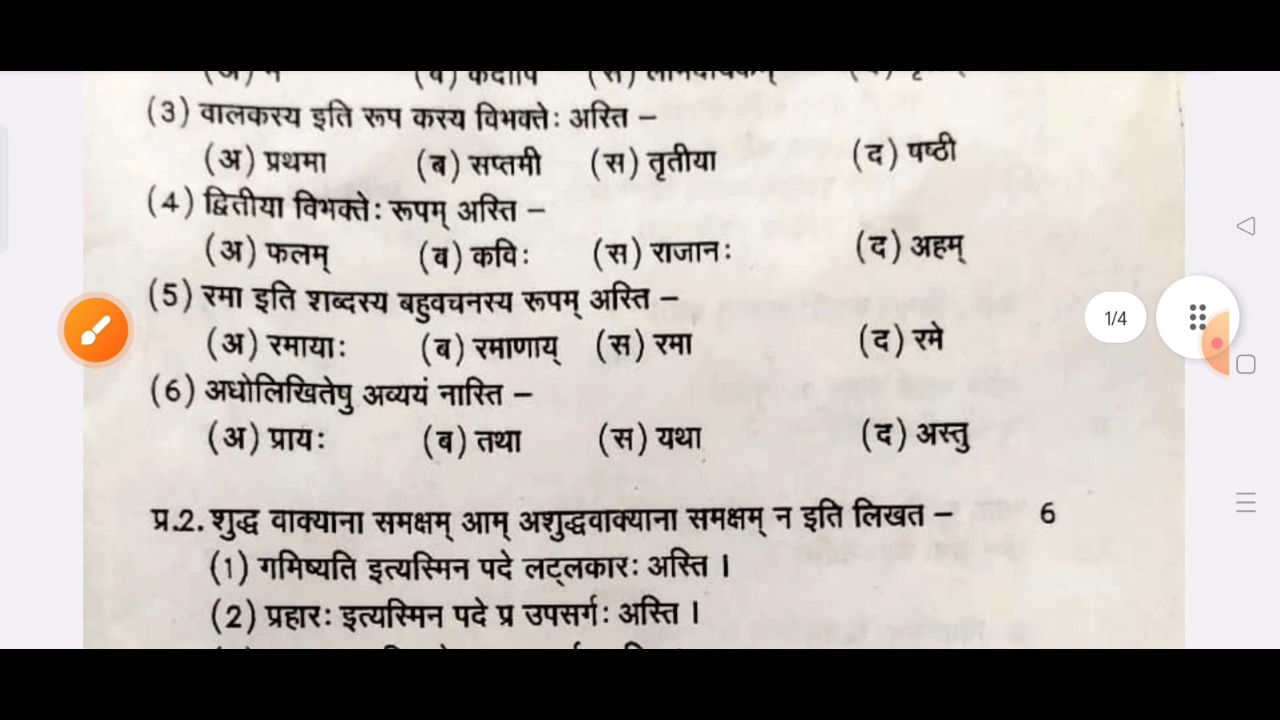 (3) वालकस्य इति रूप कस्य विभक्तेः अस्ति –
(अ) प्रथमा (ब) सप्तमी (स) तृतीया (द) पष्ठी
(4) द्वितीया विभक्तेः रूपम् अस्ति –
(अ) फलम् (ब) कविः (स) राजानः (द) अहम्
(5) रमा इति शब्दस्य बहुवचनस्य रूपम् अस्ति –
(अ) रमायाः (ब) रमाणाय् (स) रमा (द) रमे
(6) अधोलिखितेषु अव्ययं नास्ति –
(अ) प्रायः (ब) तथा (स) यथा (द) अस्तु
प्र.2. शुद्ध वाक्याना समक्षम् आम् अशुद्धवाक्याना समक्षम् न इति लिखत – 6
(1) गमिष्यति इत्यस्मिन पदे लट्लकारः अस्ति ।
(2) प्रहारः इत्यस्मिन पदे प्र उपसर्गः अस्ति ।
1/4